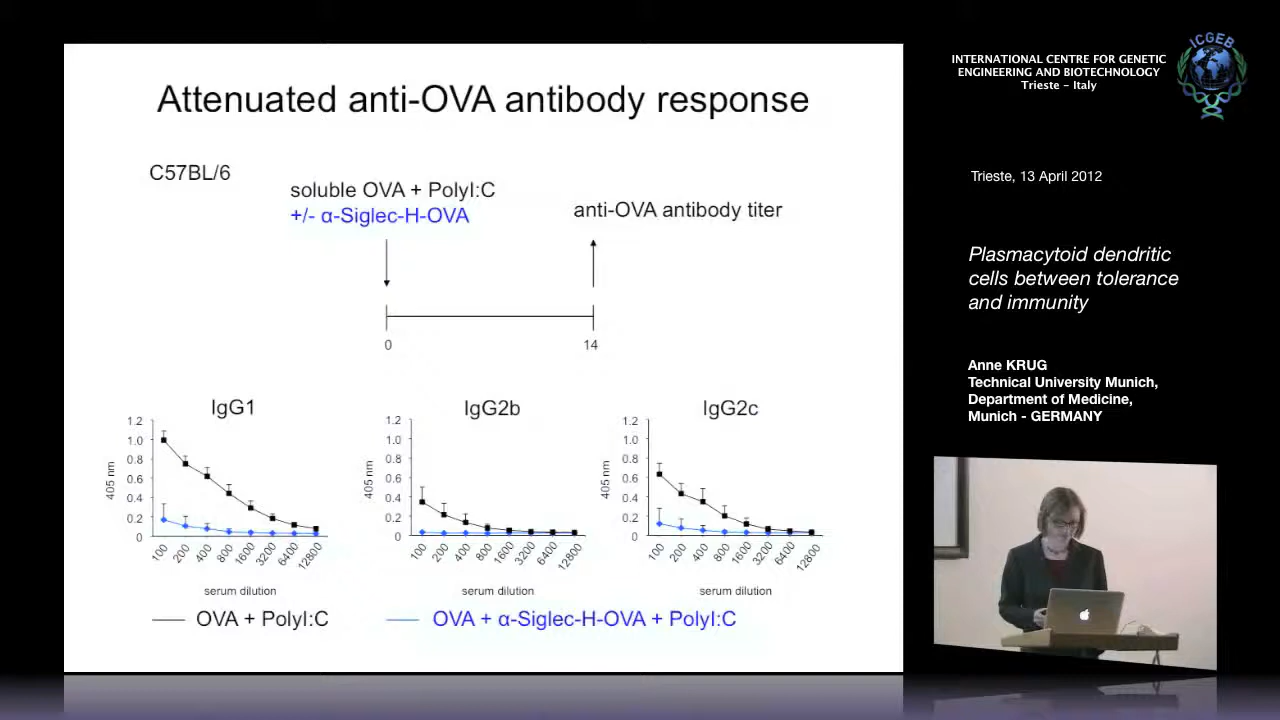 Attenuated anti-OVA antibody response
C57BL/6
soluble OVA + PolyI:C
+/- α-Siglec-H-OVA
anti-OVA antibody titer
0
14
IgG1
1.2
1.0
0.8
0.6
0.4
0.2
0
405 nm
100
200
400
800
1600
3200
6400
12800
serum dilution
IgG2b
1.2
1.0
0.8
0.6
0.4
0.2
0
405 nm
100
200
400
800
1600
3200
6400
12800
serum dilution
IgG2c
1.2
1.0
0.8
0.6
0.4
0.2
0
405 nm
100
200
400
800
1600
3200
6400
12800
serum dilution
OVA + PolyI:C
OVA + α-Siglec-H-OVA + PolyI:C
INTERNATIONAL CENTRE FOR GENETIC
ENGINEERING AND BIOTECHNOLOGY
Trieste - Italy
ICGEB
Trieste, 13 April 2012
Plasmacytoid dendritic
cells between tolerance
and immunity
Anne KRUG
Technical University Munich,
Department of Medicine,
Munich - GERMANY